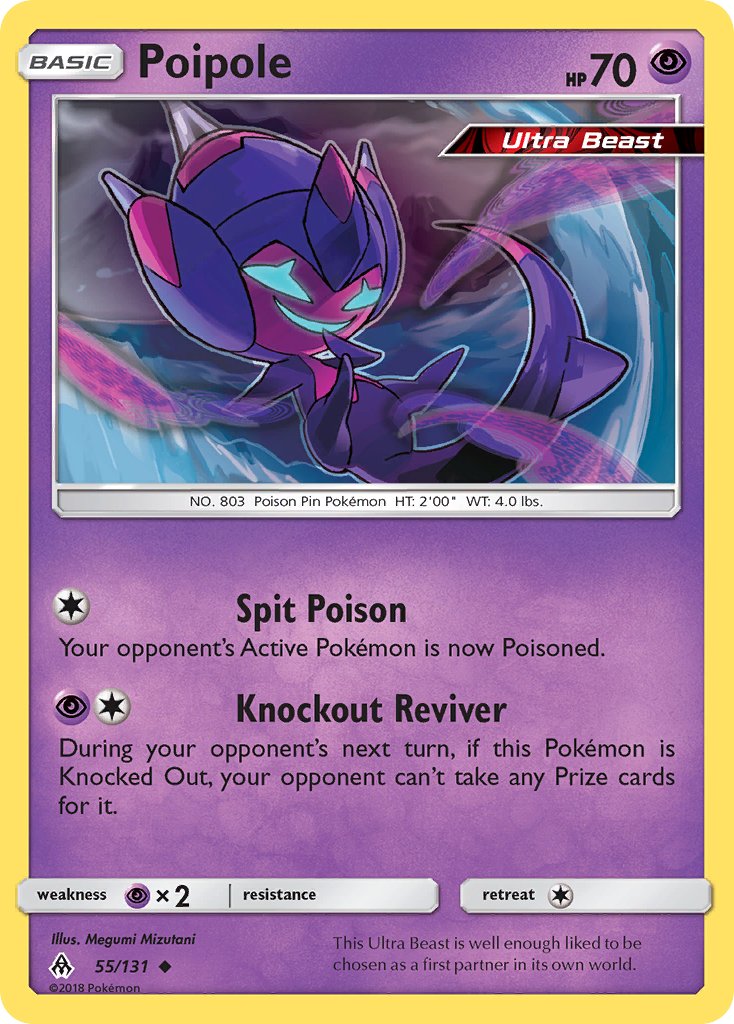 BASIC Poipole HP70
Ultra Beast
NO. 803 Poison Pin Pokémon HT: 2'00" WT: 4.0 lbs.
Spit Poison
Your opponent's Active Pokémon is now Poisoned.
Knockout Reviver
During your opponent's next turn, if this Pokémon is
Knocked Out, your opponent can't take any Prize cards
for it.
weakness ×2 resistance retreat
Illus. Megumi Mizutani
55/131
©2018 Pokémon
This Ultra Beast is well enough liked to be
chosen as a first partner in its own world.